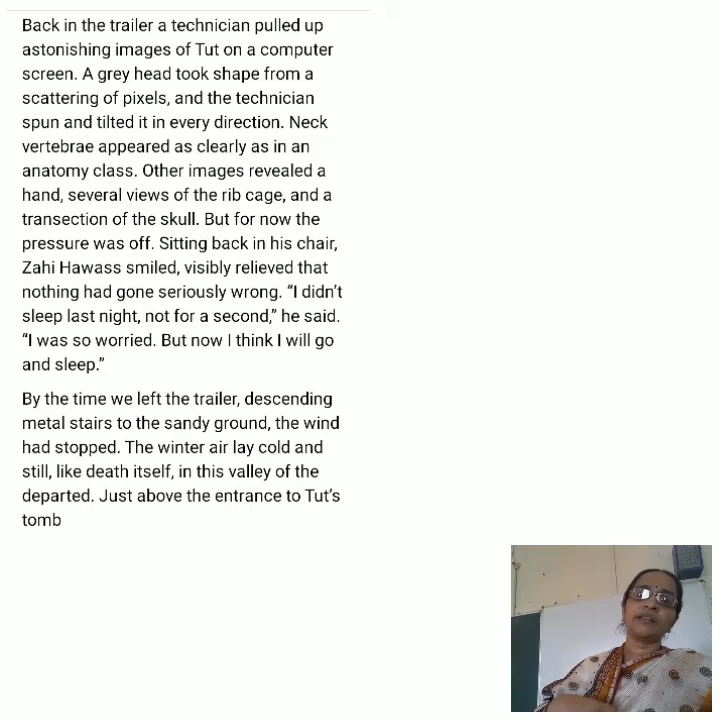 Back in the trailer a technician pulled up
astonishing images of Tut on a computer
screen. A grey head took shape from a
scattering of pixels, and the technician
spun and tilted it in every direction. Neck
vertebrae appeared as clearly as in an
anatomy class. Other images revealed a
hand, several views of the rib cage, and a
transection of the skull. But for now the
pressure was off. Sitting back in his chair,
Zahi Hawass smiled, visibly relieved that
nothing had gone seriously wrong. “I didn’t
sleep last night, not for a second,” he said.
“I was so worried. But now I think I will go
and sleep.”
By the time we left the trailer, descending
metal stairs to the sandy ground, the wind
had stopped. The winter air lay cold and
still, like death itself, in this valley of the
departed. Just above the entrance to Tut’s
tomb